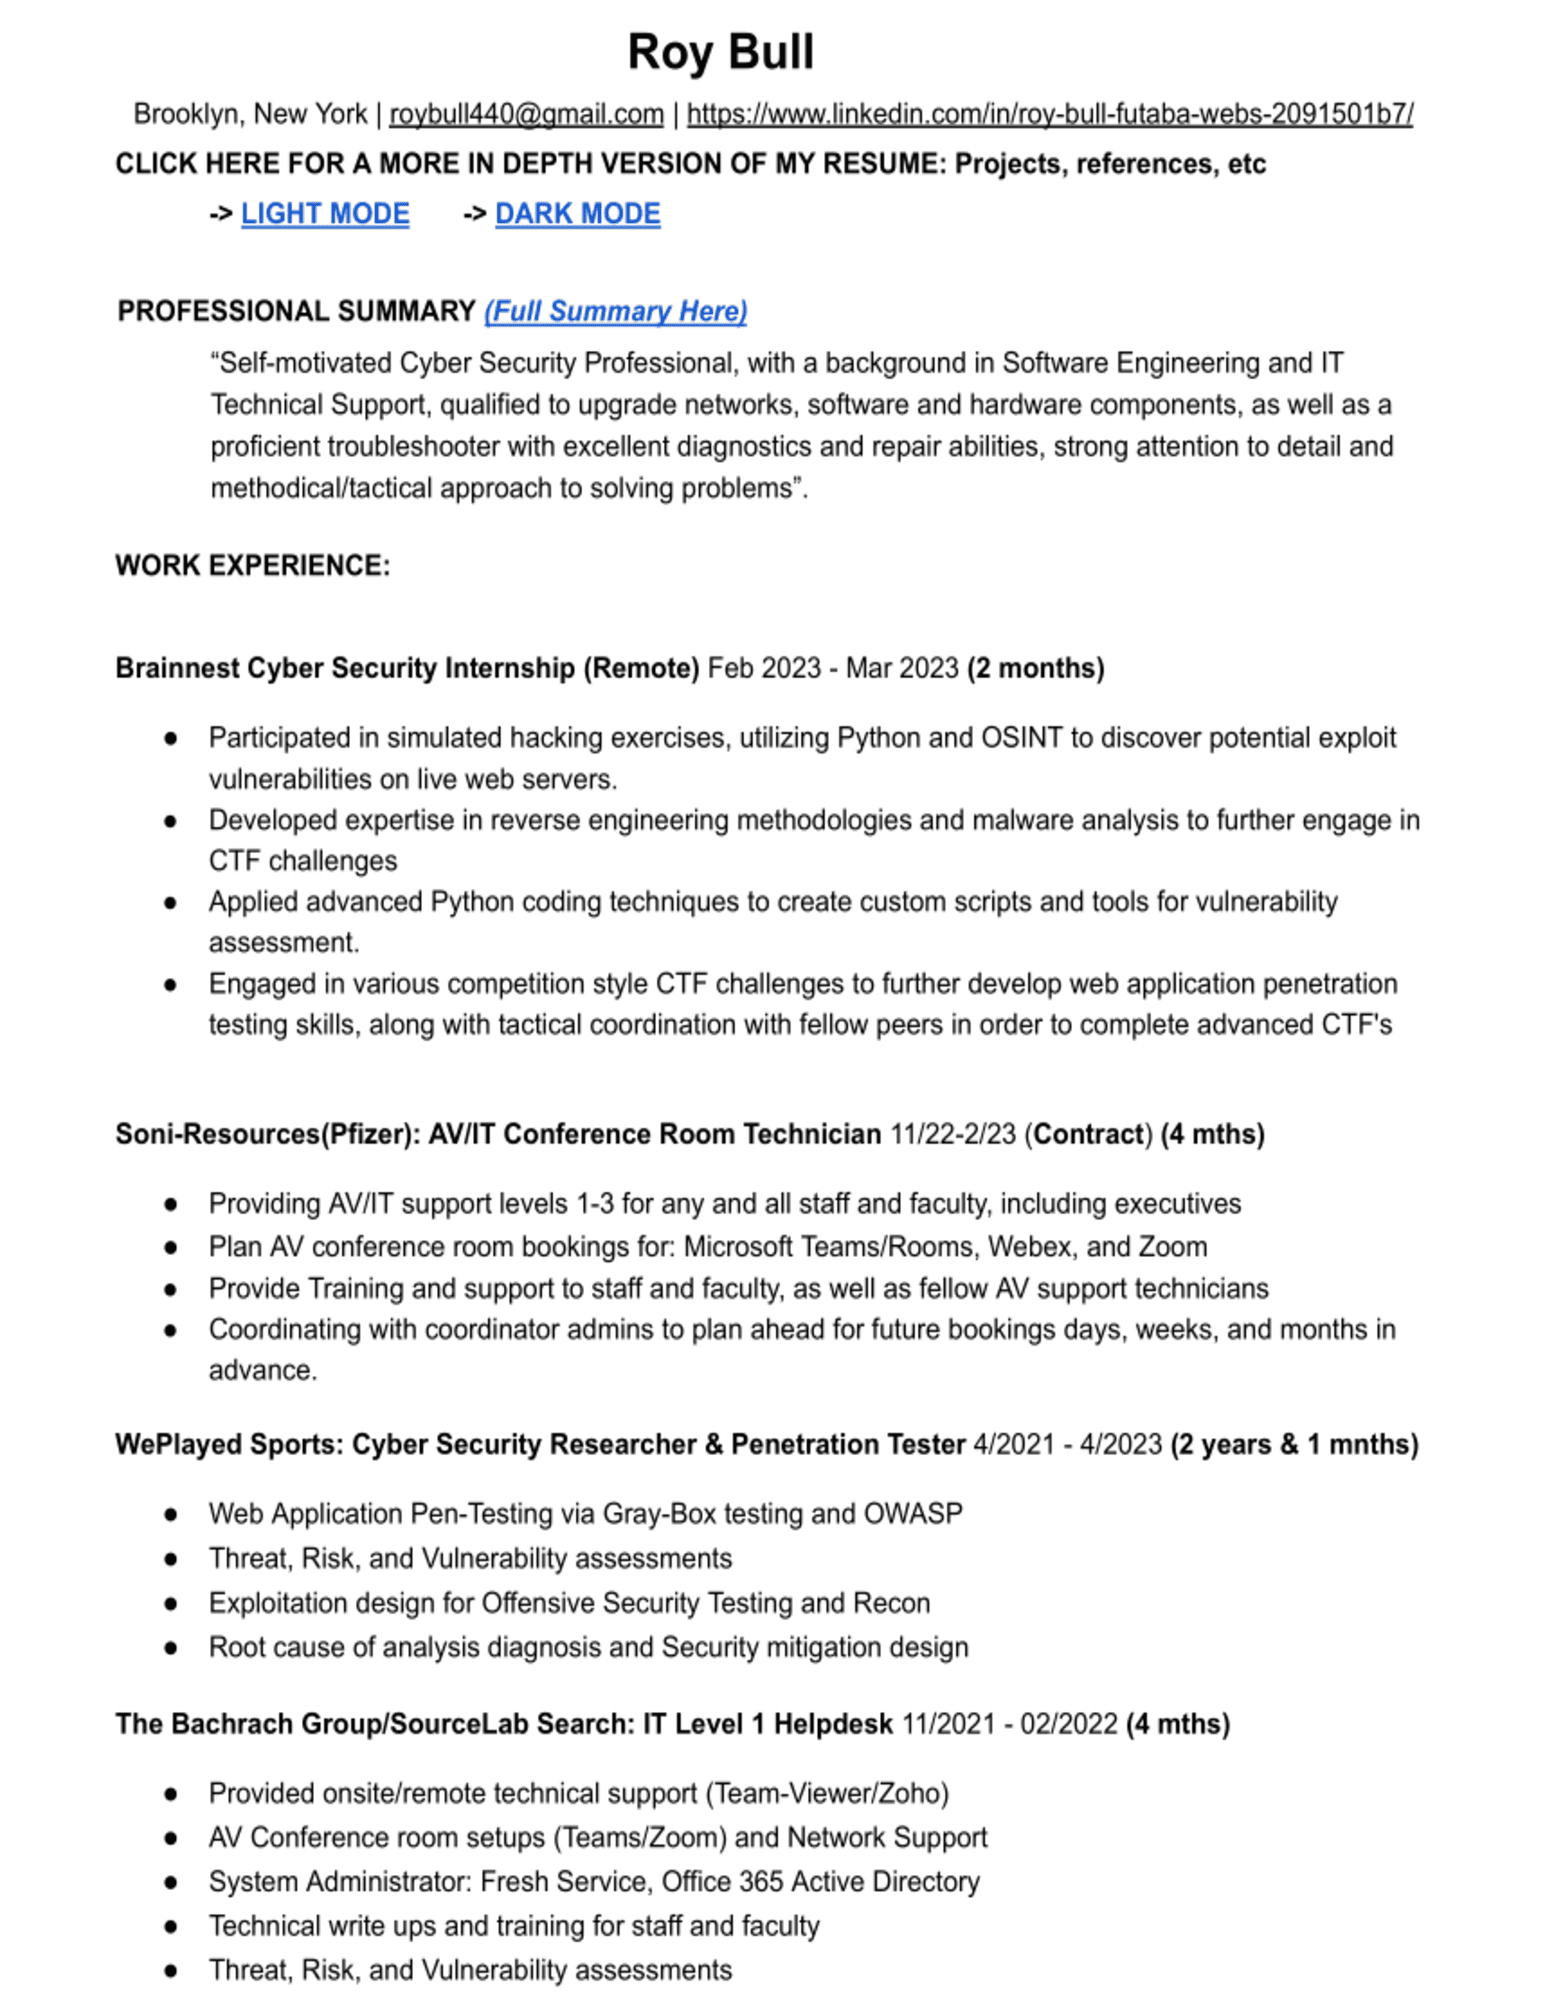 Roy Bull
Brooklyn, New York | roybull440@gmail.com | https://www.linkedin.com/in/roy-bull-futaba-webs-2091501b7/
CLICK HERE FOR A MORE IN DEPTH VERSION OF MY RESUME: Projects, references, etc
-> LIGHT MODE -> DARK MODE
PROFESSIONAL SUMMARY (Full Summary Here)
“Self-motivated Cyber Security Professional, with a background in Software Engineering and IT
Technical Support, qualified to upgrade networks, software and hardware components, as well as a
proficient troubleshooter with excellent diagnostics and repair abilities, strong attention to detail and
methodical/tactical approach to solving problems”.
WORK EXPERIENCE:
Brainnest Cyber Security Internship (Remote) Feb 2023 - Mar 2023 (2 months)
● Participated in simulated hacking exercises, utilizing Python and OSINT to discover potential exploit
vulnerabilities on live web servers.
● Developed expertise in reverse engineering methodologies and malware analysis to further engage in
CTF challenges
● Applied advanced Python coding techniques to create custom scripts and tools for vulnerability
assessment.
● Engaged in various competition style CTF challenges to further develop web application penetration
testing skills, along with tactical coordination with fellow peers in order to complete advanced CTF's
Soni-Resources(Pfizer): AV/IT Conference Room Technician 11/22-2/23 (Contract) (4 mths)
● Providing AV/IT support levels 1-3 for any and all staff and faculty, including executives
● Plan AV conference room bookings for: Microsoft Teams/Rooms, Webex, and Zoom
● Provide Training and support to staff and faculty, as well as fellow AV support technicians
● Coordinating with coordinator admins to plan ahead for future bookings days, weeks, and months in
advance.
WePlayed Sports: Cyber Security Researcher & Penetration Tester 4/2021 - 4/2023 (2 years & 1 mnths)
● Web Application Pen-Testing via Gray-Box testing and OWASP
● Threat, Risk, and Vulnerability assessments
● Exploitation design for Offensive Security Testing and Recon
● Root cause of analysis diagnosis and Security mitigation design
The Bachrach Group/SourceLab Search: IT Level 1 Helpdesk 11/2021 - 02/2022 (4 mths)
● Provided onsite/remote technical support (Team-Viewer/Zoho)
● AV Conference room setups (Teams/Zoom) and Network Support
● System Administrator: Fresh Service, Office 365 Active Directory
● Technical write ups and training for staff and faculty
● Threat, Risk, and Vulnerability assessments